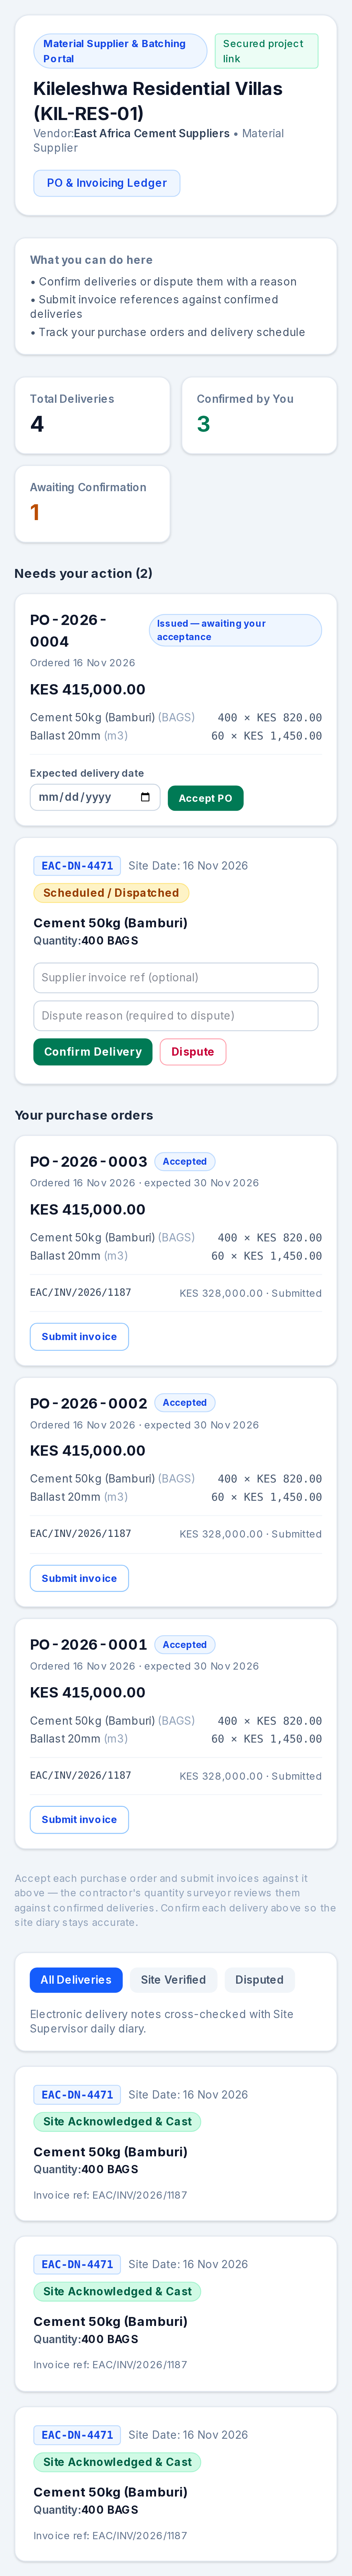 Material Supplier & Batching
Portal
Secured project
link
Kileleshwa Residential Villas
(KIL-RES-01)
Vendor:East Africa Cement Suppliers • Material
Supplier
PO & Invoicing Ledger
What you can do here
• Confirm deliveries or dispute them with a reason
• Submit invoice references against confirmed
deliveries
• Track your purchase orders and delivery schedule
Total Deliveries
4
Confirmed by You
3
Awaiting Confirmation
1
Needs your action (2)
PO-2026-
0004
Issued — awaiting your
acceptance
Ordered 16 Nov 2026
KES 415,000.00
Cement 50kg (Bamburi) (BAGS) 400 × KES 820.00
Ballast 20mm (m3) 60 × KES 1,450.00
Expected delivery date
mm/dd/yyyy
Accept PO
EAC-DN-4471 Site Date: 16 Nov 2026
Scheduled / Dispatched
Cement 50kg (Bamburi)
Quantity:400 BAGS
Supplier invoice ref (optional)
Dispute reason (required to dispute)
Confirm Delivery Dispute
Your purchase orders
PO-2026-0003 Accepted
Ordered 16 Nov 2026 · expected 30 Nov 2026
KES 415,000.00
Cement 50kg (Bamburi) (BAGS) 400 × KES 820.00
Ballast 20mm (m3) 60 × KES 1,450.00
EAC/INV/2026/1187 KES 328,000.00 · Submitted
Submit invoice
PO-2026-0002 Accepted
Ordered 16 Nov 2026 · expected 30 Nov 2026
KES 415,000.00
Cement 50kg (Bamburi) (BAGS) 400 × KES 820.00
Ballast 20mm (m3) 60 × KES 1,450.00
EAC/INV/2026/1187 KES 328,000.00 · Submitted
Submit invoice
PO-2026-0001 Accepted
Ordered 16 Nov 2026 · expected 30 Nov 2026
KES 415,000.00
Cement 50kg (Bamburi) (BAGS) 400 × KES 820.00
Ballast 20mm (m3) 60 × KES 1,450.00
EAC/INV/2026/1187 KES 328,000.00 · Submitted
Submit invoice
Accept each purchase order and submit invoices against it
above — the contractor's quantity surveyor reviews them
against confirmed deliveries. Confirm each delivery above so the
site diary stays accurate.
All Deliveries Site Verified Disputed
Electronic delivery notes cross-checked with Site
Supervisor daily diary.
EAC-DN-4471 Site Date: 16 Nov 2026
Site Acknowledged & Cast
Cement 50kg (Bamburi)
Quantity:400 BAGS
Invoice ref: EAC/INV/2026/1187
EAC-DN-4471 Site Date: 16 Nov 2026
Site Acknowledged & Cast
Cement 50kg (Bamburi)
Quantity:400 BAGS
Invoice ref: EAC/INV/2026/1187
EAC-DN-4471 Site Date: 16 Nov 2026
Site Acknowledged & Cast
Cement 50kg (Bamburi)
Quantity:400 BAGS
Invoice ref: EAC/INV/2026/1187